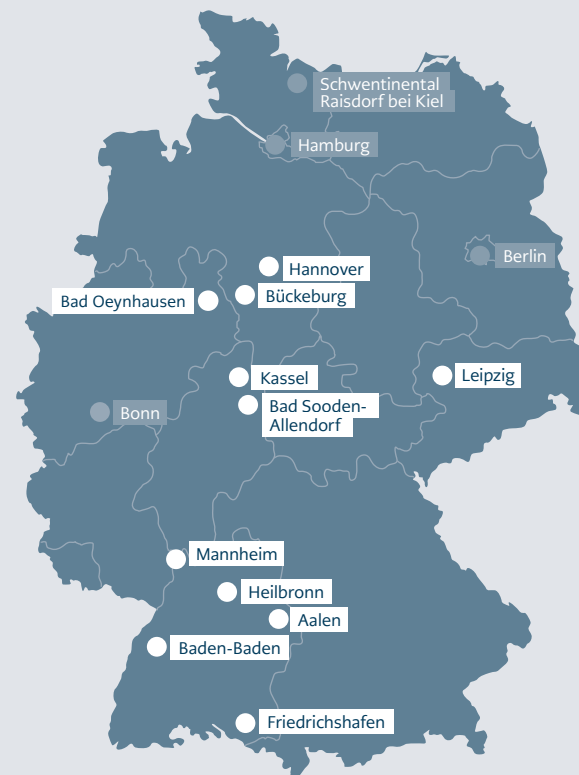 Schwentinental
Raisdorf bei Kiel
Hamburg
Berlin
Hannover
Bückeburg
Bad Oeynhausen
Kassel
Leipzig
Bad Sooden-
Allendorf
Bonn
Mannheim
Heilbronn
Aalen
Baden-Baden
Friedrichshafen